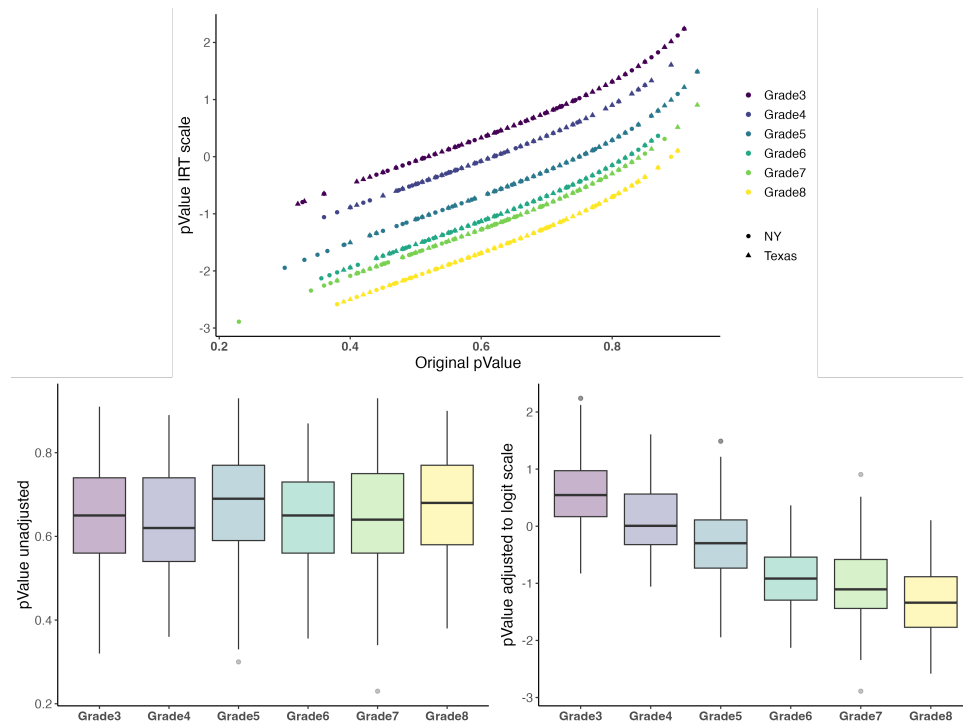 2
1
0
-1
-2
-3
pValue IRT scale
0.2 0.4 0.6 0.8
Original pValue
Grade3
Grade4
Grade5
Grade6
Grade7
Grade8
NY
Texas
0.8
0.6
0.4
0.2
pValue unadjusted
Grade3 Grade4 Grade5 Grade6 Grade7 Grade8
2
1
0
-1
-2
-3
pValue adjusted to logit scale
Grade3 Grade4 Grade5 Grade6 Grade7 Grade8